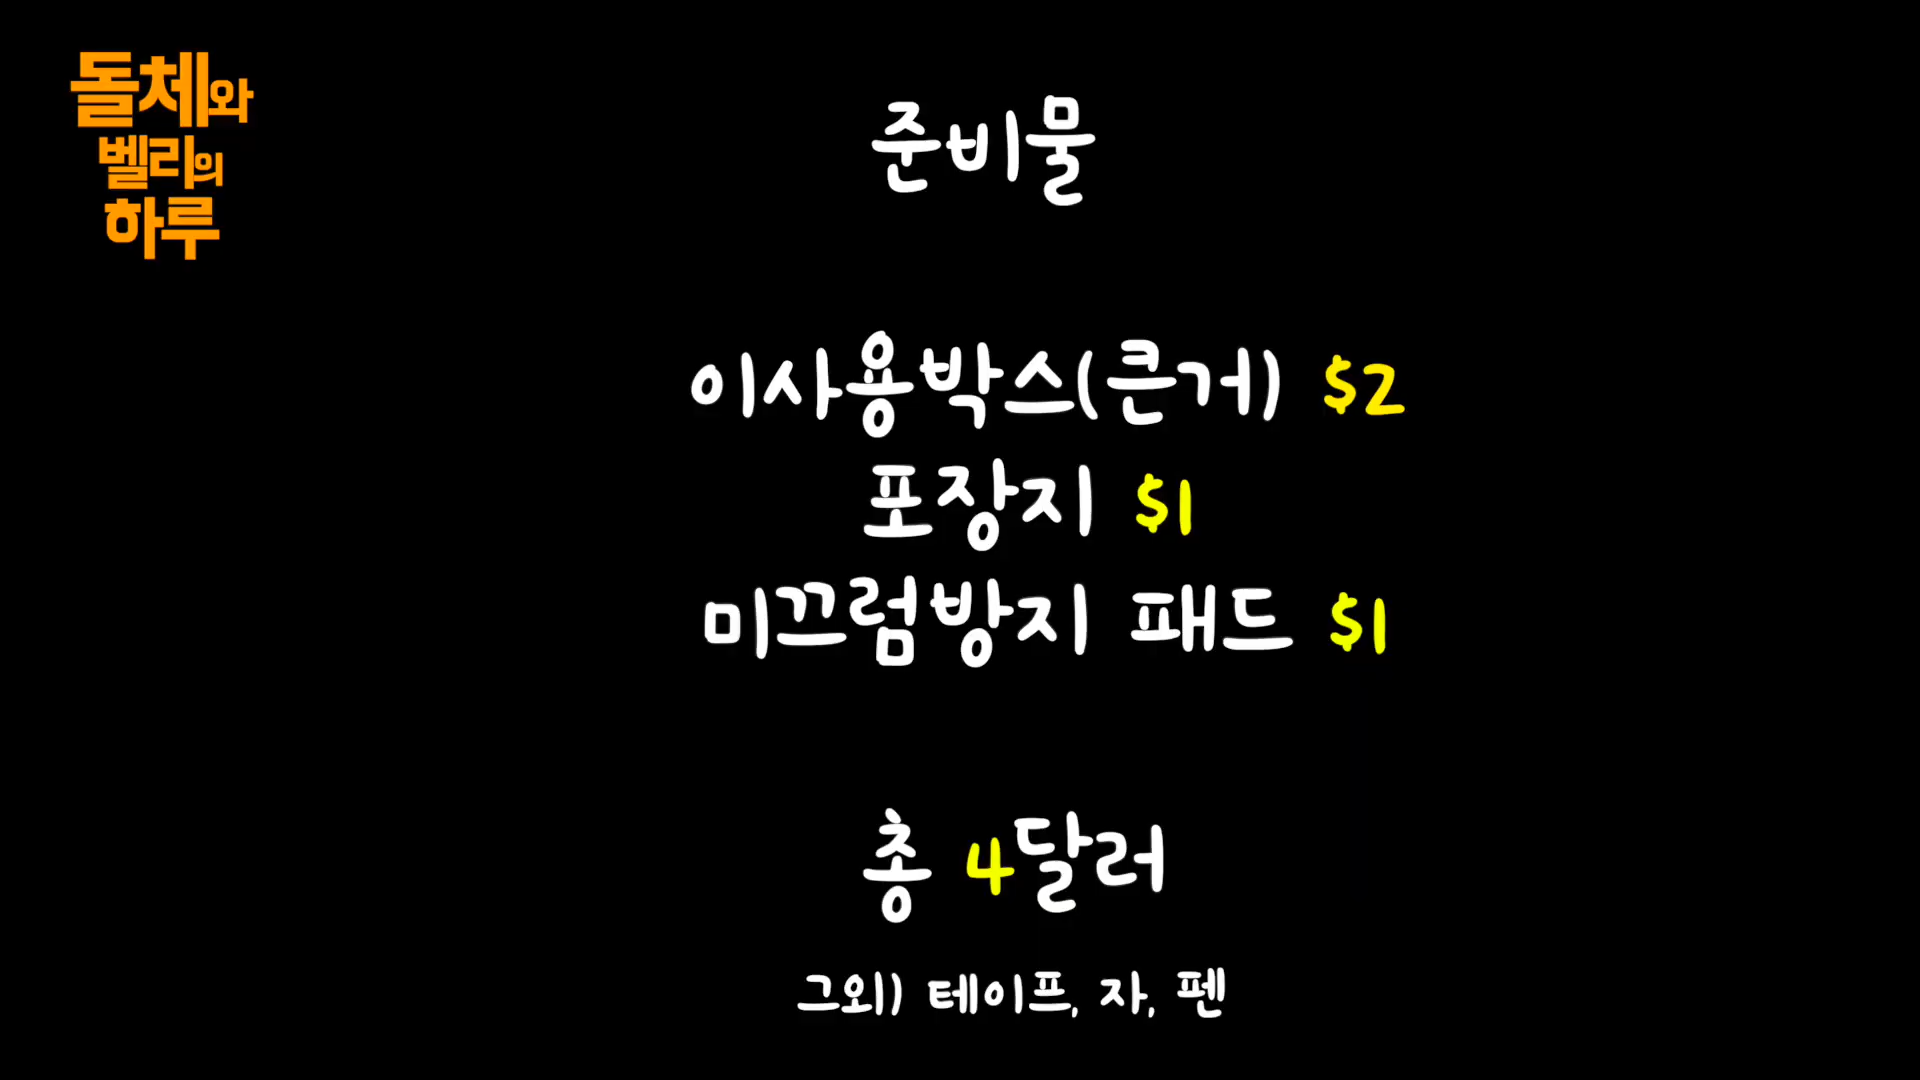 돌체와
벨리의
하루
준비물
이사용박스(큰거) $2
포장지 $1
미끄럼방지 패드 $1
총 4달러
그외) 테이프, 자, 펜